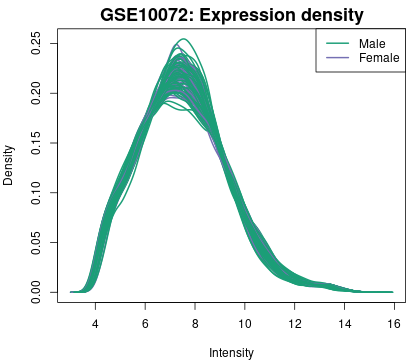 GSE10072: Expression density
Male
Female
Density
0.25
0.20
0.15
0.10
0.05
0.00
4 6 8 10 12 14 16
Intensity